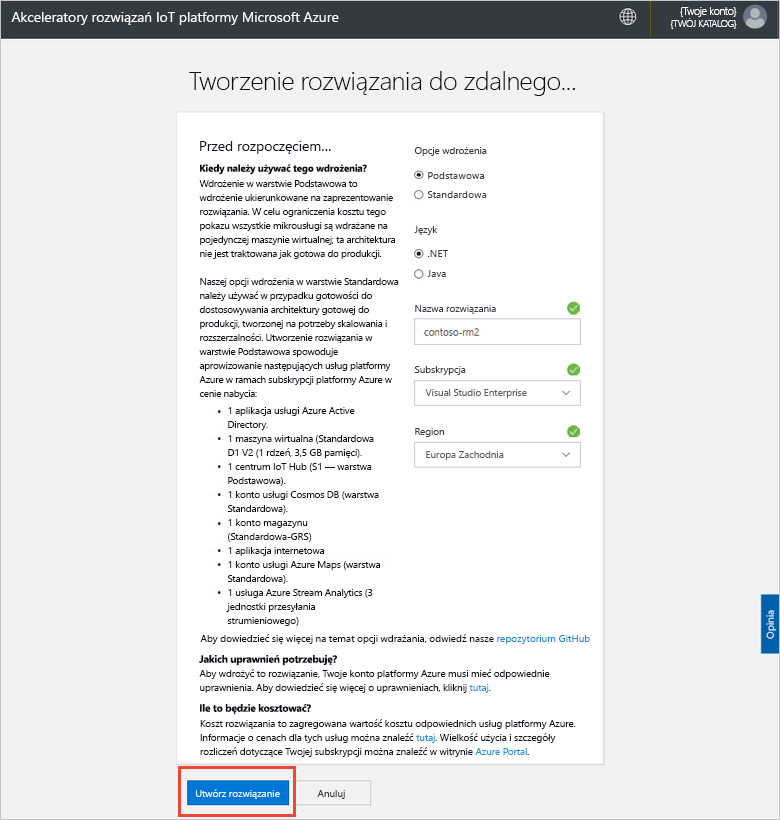 Akceleratory rozwiązań IoT platformy Microsoft Azure
{Twoje konto}
{TWÓJ KATALOG}
Tworzenie rozwiązania do zdalnego...
Przed rozpoczęciem...
Kiedy należy używać tego wdrożenia?
Wdrożenie w warstwie Podstawowa to
wdrożenie ukierunkowane na zaprezentowanie
rozwiązania. W celu ograniczenia kosztu tego
pokazu wszystkie mikrousługi są wdrażane na
pojedynczej maszynie wirtualnej; ta architektura
nie jest traktowana jak gotowa do produkcji.
Naszej opcji wdrożenia w warstwie Standardowa
należy używać w przypadku gotowości do
dostosowywania architektury gotowej do
produkcji, tworzonej na potrzeby skalowania i
rozszerzalności. Utworzenie rozwiązania w
warstwie Podstawowa spowoduje
aprowizowanie następujących usług platformy
Azure w ramach subskrypcji platformy Azure w
cenie nabycia:
• 1 aplikacja usługi Azure Active
Directory.
• 1 maszyna wirtualna (Standardowa
D1 V2 (1 rdzeń, 3,5 GB pamięci).
• 1 centrum IoT Hub (S1 — warstwa
Podstawowa).
• 1 konto usługi Cosmos DB (warstwa
Standardowa).
• 1 konto magazynu
(Standardowa-GRS)
• 1 aplikacja internetowa
• 1 konto usługi Azure Maps (warstwa
Standardowa).
• 1 usługa Azure Stream Analytics (3
jednostki przesyłania
strumieniowego)
Opcje wdrożenia
Podstawowa
Standardowa
Język
.NET
Java
Nazwa rozwiązania
contoso-rm2
Subskrypcja
Visual Studio Enterprise
Region
Europa Zachodnia
Aby dowiedzieć się więcej na temat opcji wdrażania, odwiedź nasze repozytorium GitHub
Jakich uprawnień potrzebuję?
Aby wdrożyć to rozwiązanie, Twoje konto platformy Azure musi mieć odpowiednie
uprawnienia. Aby dowiedzieć się więcej o uprawnieniach, kliknij tutaj.
Ile to będzie kosztować?
Koszt rozwiązania to zagregowana wartość kosztu odpowiednich usług platformy Azure.
Informacje o cenach dla tych usług można znaleźć tutaj. Wielkość użycia i szczegóły
rozliczeń dotyczące Twojej subskrypcji można znaleźć w witrynie Azure Portal.
Opinia
Utwórz rozwiązanie
Anuluj